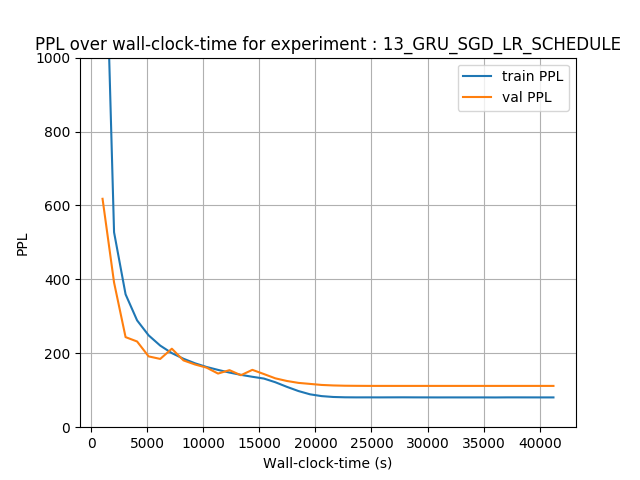 PPL over wall-clock-time for experiment : 13_GRU_SGD_LR_SCHEDULE
train PPL
val PPL
PPL
1000
800
600
400
200
0
0 5000 10000 15000 20000 25000 30000 35000 40000
Wall-clock-time (s)